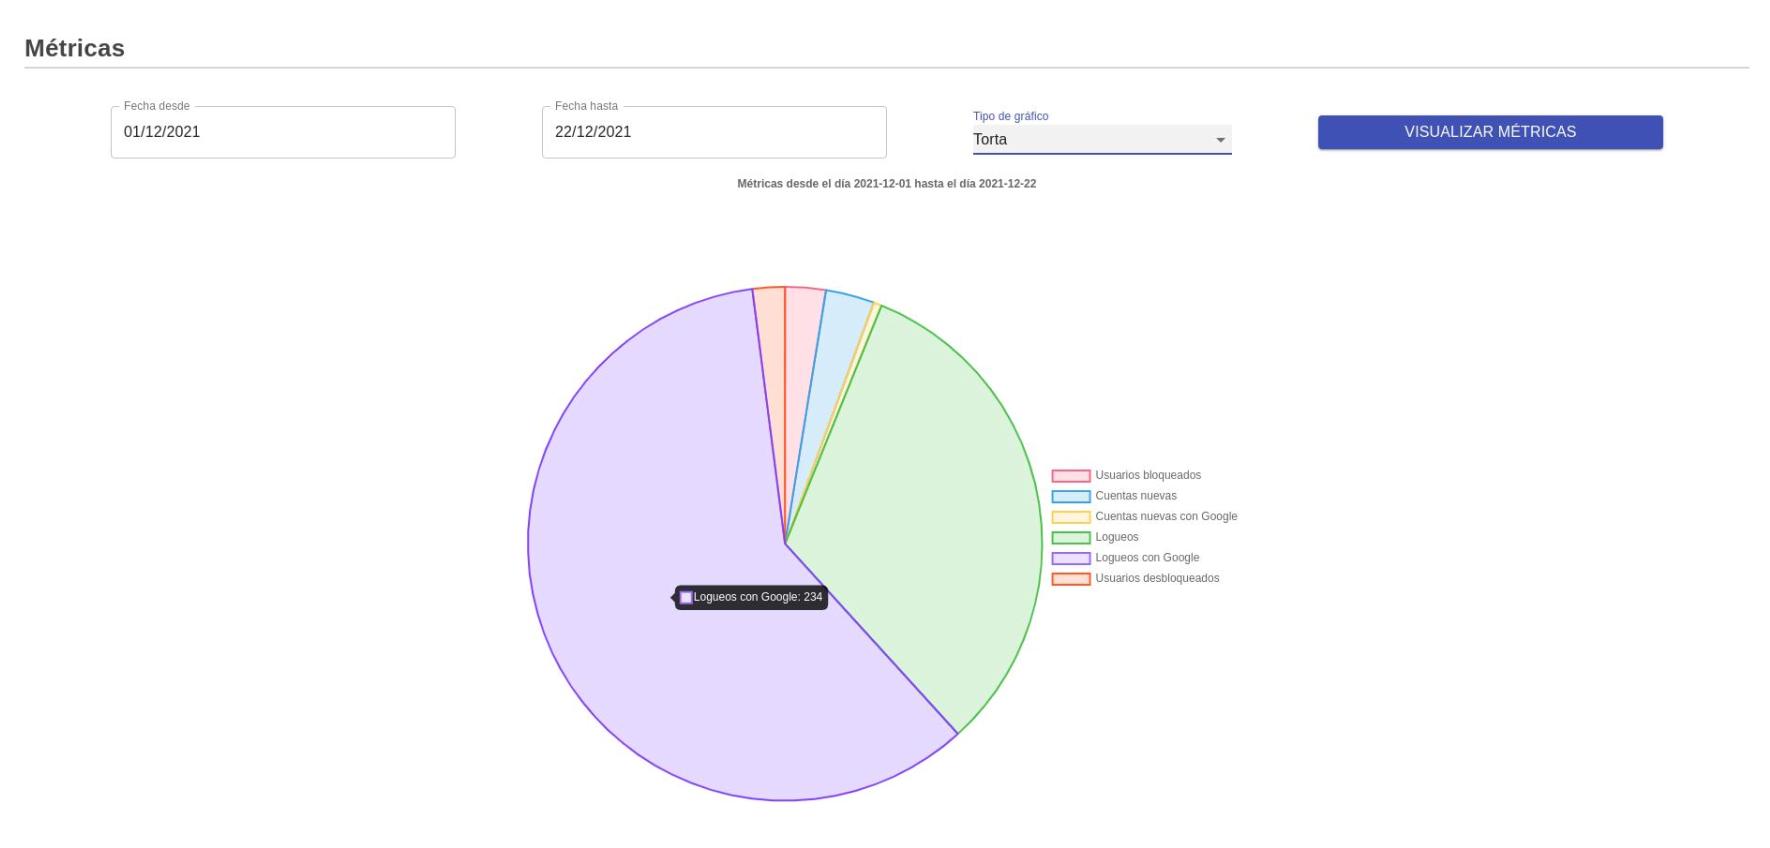 Métricas
Fecha desde
01/12/2021
Fecha hasta
22/12/2021
Tipo de gráfico
Torta
VISUALIZAR MÉTRICAS
Métricas desde el día 2021-12-01 hasta el día 2021-12-22
Usuarios bloqueados
Cuentas nuevas
Cuentas nuevas con Google
Logueos
Logueos con Google
Usuarios desbloqueados
Logueos con Google: 234